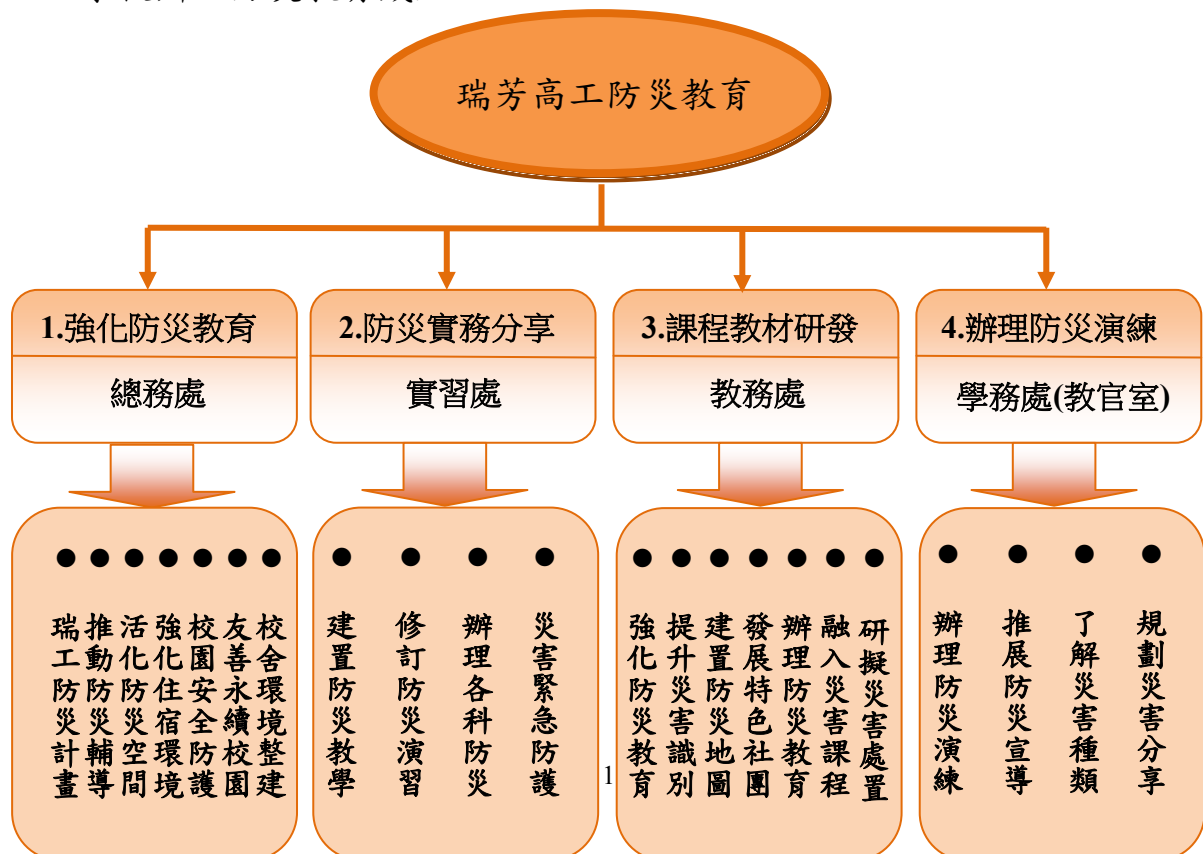 瑞芳高工防災教育
1.強化防災教育
總務處
2.防災實務分享
實習處
3.課程教材研發
教務處
4.辦理防災演練
學務處(教官室)
● 瑞工防災計畫
● 推動防災輔導
● 活化防災空間
● 強化住宿環境
● 校園安全防護
● 友善永續校園
● 校舍環境整建
● 建置防災教學
● 修訂防災演習
● 辦理各科防災
● 災害緊急防護
● 強化防災教育
● 提升災害識別
● 建置防災地圖
● 發展特色社團
● 辦理防災教育
● 融入災害課程
● 研擬災害處置
● 辦理防災演練
● 推展防災宣導
● 了解災害種類
● 規劃災害分享
1